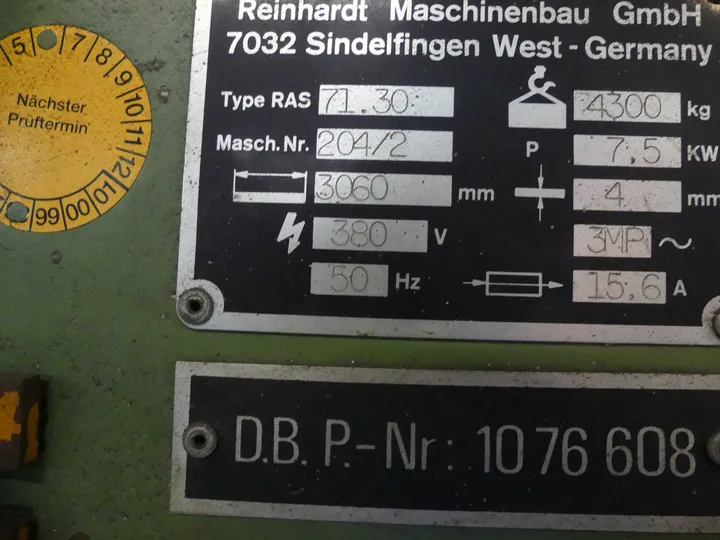 Reinhardt Maschinenbau GmbH
7032 Sindelfingen West-Germany
Type RAS 71.30 4300 kg
Masch.Nr. 204/2 P 7,5 KW
3060 mm 4 mm
380 V 3MP ~
50 Hz 15,6 A
D.B.P.-Nr: 10 76 608
5 7 8 9 10 11 12
Nächster
Prüftermin
99 00 01